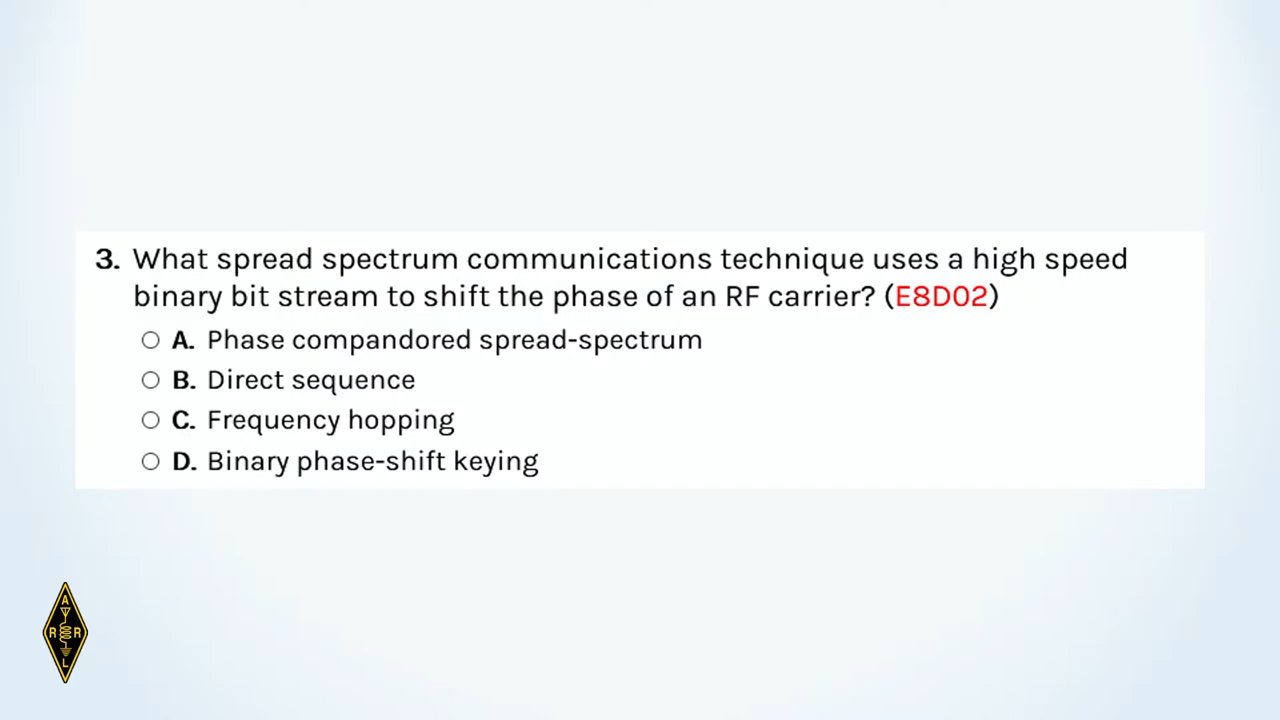 3. What spread spectrum communications technique uses a high speed
binary bit stream to shift the phase of an RF carrier? (E8D02)
A. Phase compandored spread-spectrum
B. Direct sequence
C. Frequency hopping
D. Binary phase-shift keying
A
R R
L